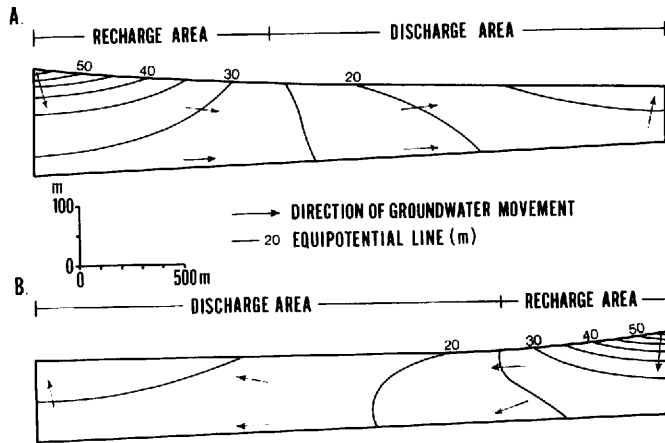 A.
RECHARGE AREA DISCHARGE AREA
50 40 30 20
m
100
0
0 500m
DIRECTION OF GROUNDWATER MOVEMENT
20 EQUIPOTENTIAL LINE (m)
B.
DISCHARGE AREA RECHARGE AREA
20 30 40 50